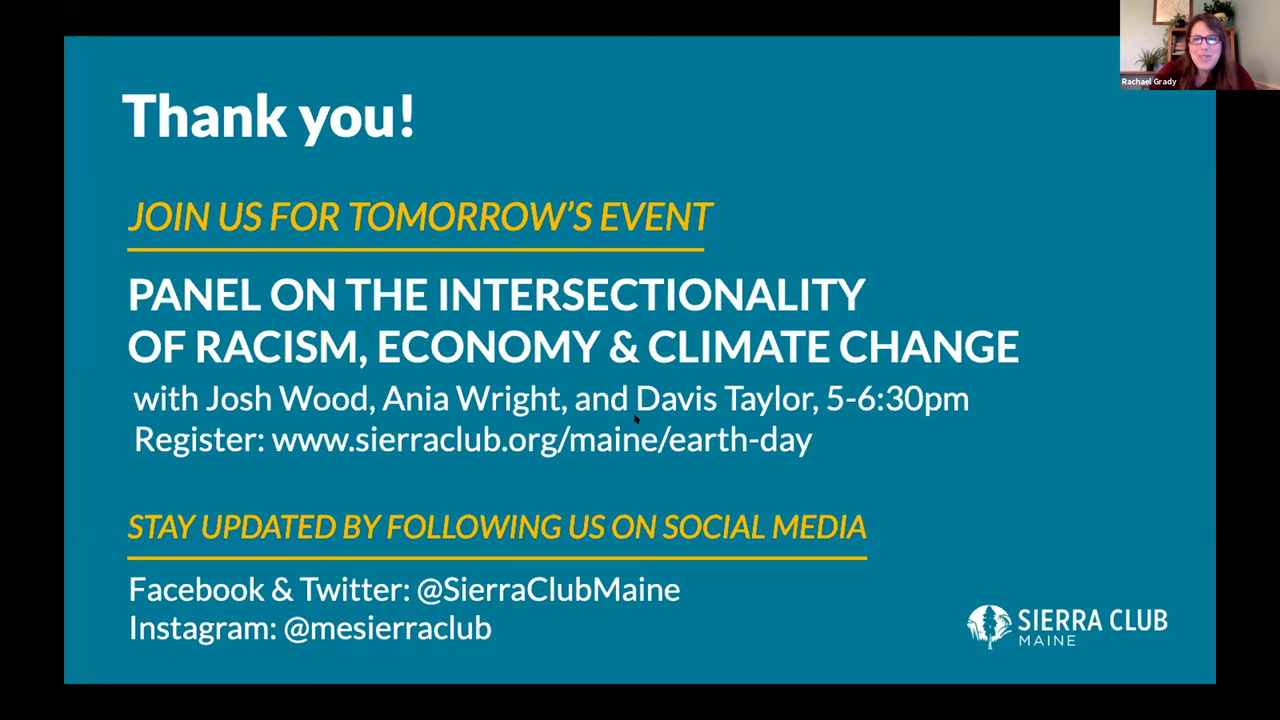 Rachael Grady
Thank you!
JOIN US FOR TOMORROW'S EVENT
PANEL ON THE INTERSECTIONALITY
OF RACISM, ECONOMY & CLIMATE CHANGE
with Josh Wood, Ania Wright, and Davis Taylor, 5-6:30pm
Register: www.sierraclub.org/maine/earth-day
STAY UPDATED BY FOLLOWING US ON SOCIAL MEDIA
Facebook & Twitter: @SierraClubMaine
Instagram: @mesierraclub
SIERRA CLUB
MAINE